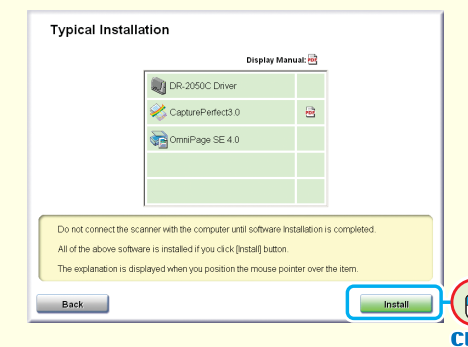 Typical Installation
Display Manual:
DR-2050C Driver
CapturePerfect3.0
OmniPage SE 4.0
Do not connect the scanner with the computer until software Installation is completed.
All of the above software is installed if you click [Install] button.
The explanation is displayed when you position the mouse pointer over the item.
Back
Install